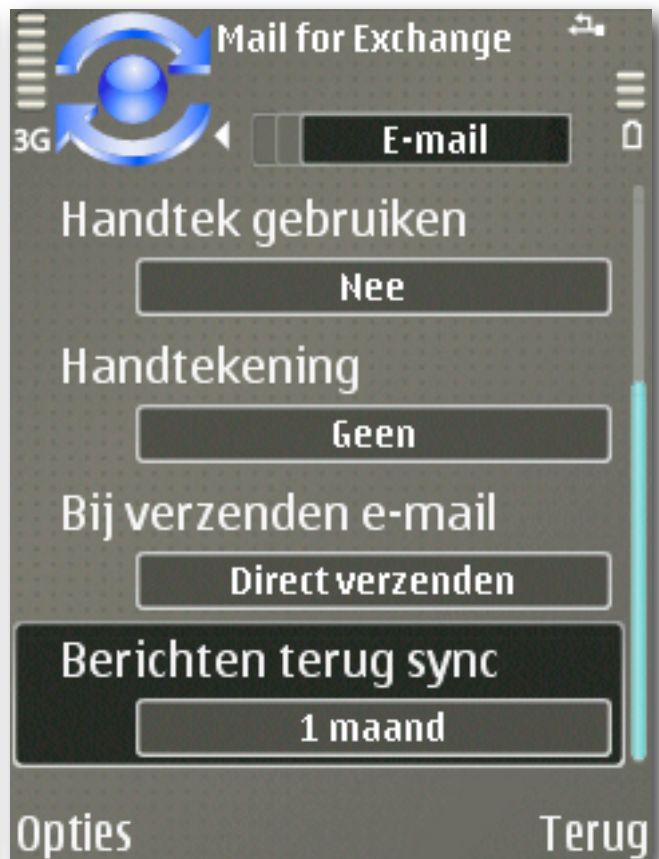 Mail for Exchange
3G
E-mail
Handtek gebruiken
Nee
Handtekening
Geen
Bij verzenden e-mail
Direct verzenden
Berichten terug sync
1 maand
Opties
Terug